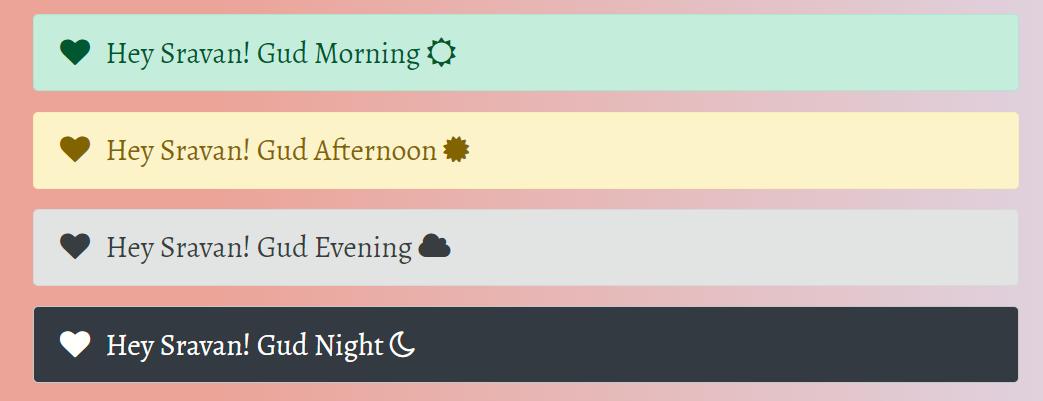 Hey Sravan! Gud Morning
Hey Sravan! Gud Afternoon
Hey Sravan! Gud Evening
Hey Sravan! Gud Night